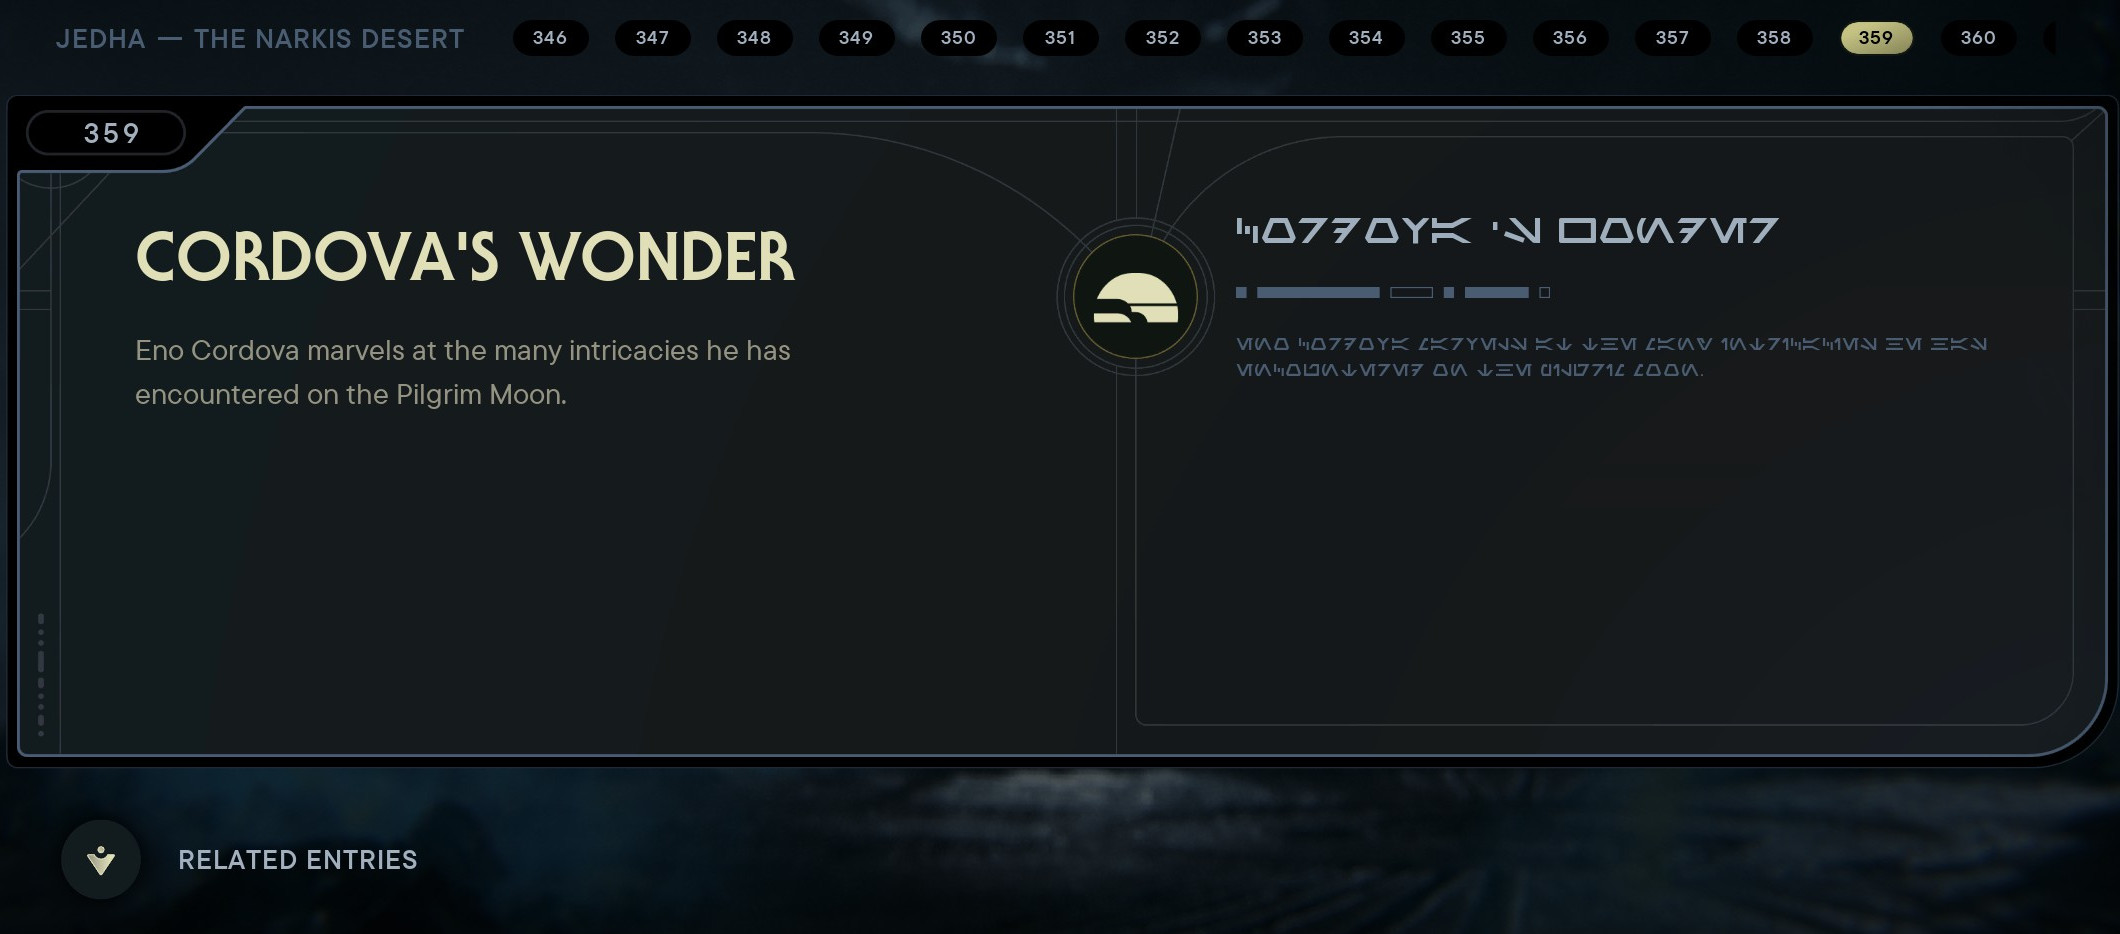 JEDHA — THE NARKIS DESERT
346 347 348 349 350 351 352 353 354 355 356 357 358 359 360
359
CORDOVA'S WONDER
Eno Cordova marvels at the many intricacies he has
encountered on the Pilgrim Moon.
RELATED ENTRIES